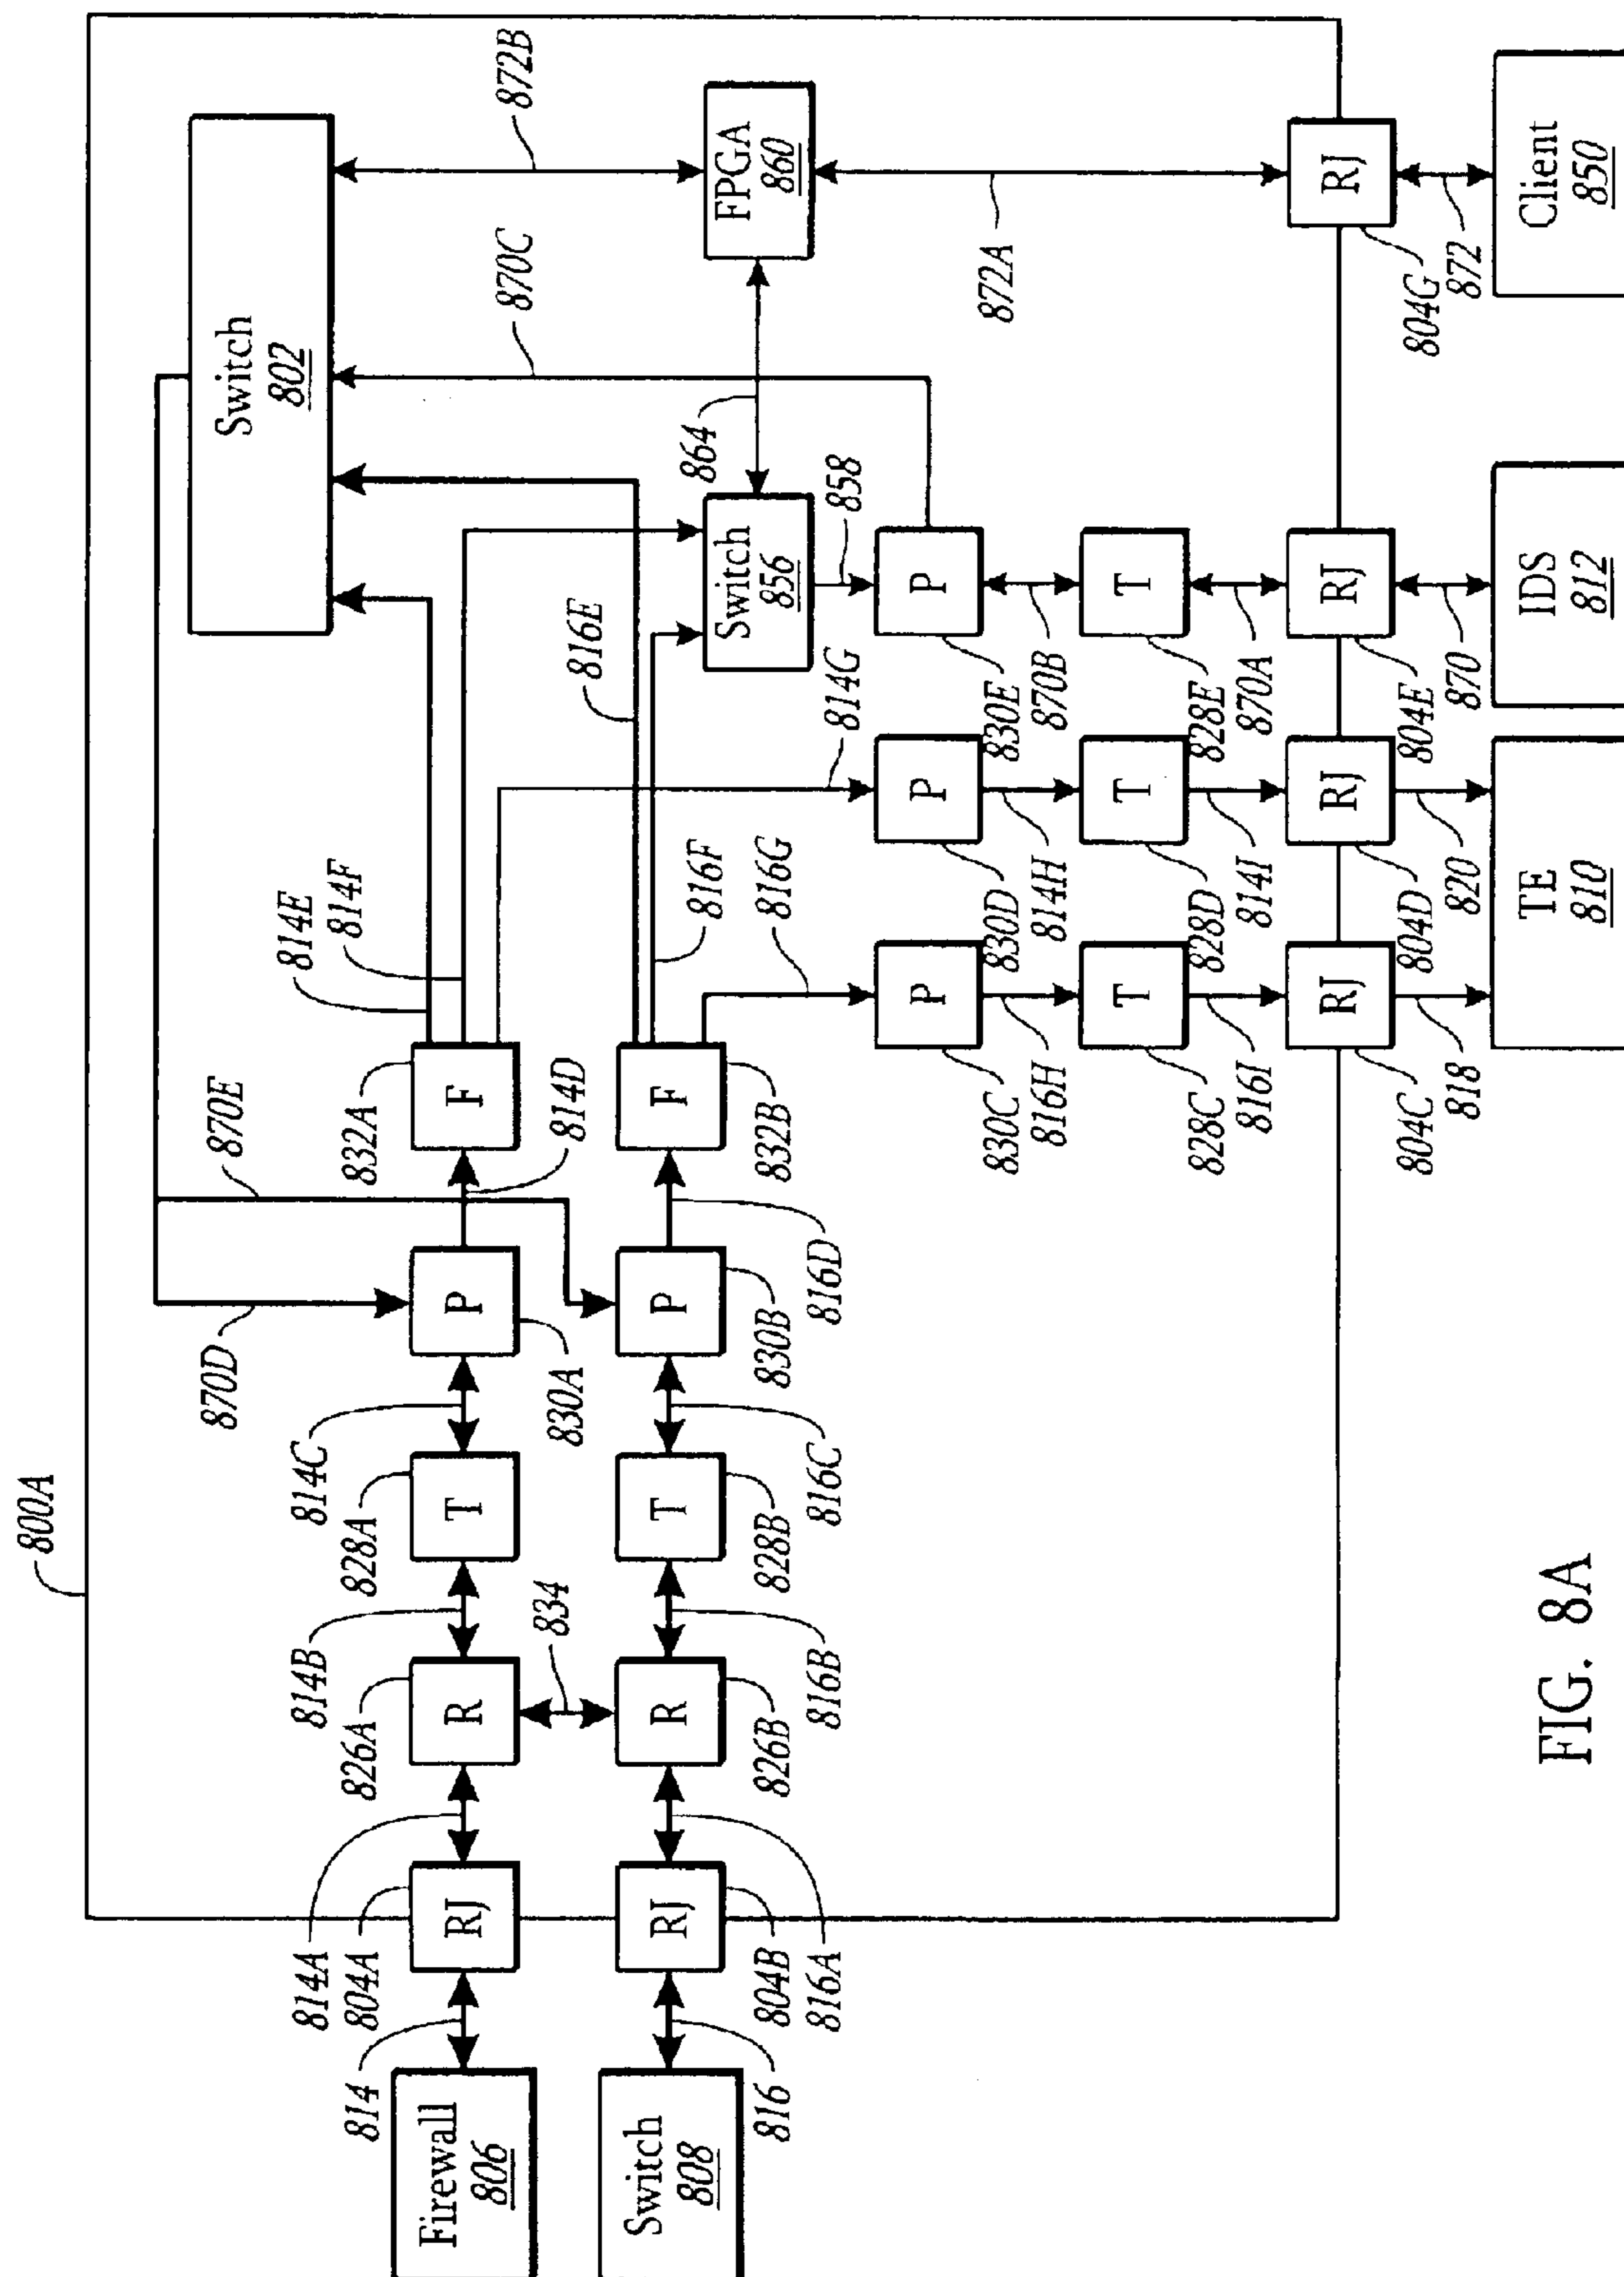 800A
870D
870E
814E
814F
Switch
802
872B
870C
814
814A
804A
826A
814B
828A
814C
832A
Firewall
806
RJ
R
T
P
F
834
830A
814D
816E
864
FPGA
860
Switch
808
RJ
R
T
P
F
816F
Switch
856
858
816
804B
816A
826B
816B
828B
816C
830B
816D
832B
816G
814G
872A
P
P
P
830C
816H
830D
814H
830E
870B
T
T
T
828C
816I
828D
814I
828E
870A
RJ
RJ
RJ
RJ
804C
818
804D
820
804E
870
804G
872
TE
810
IDS
812
Client
850
FIG. 8A